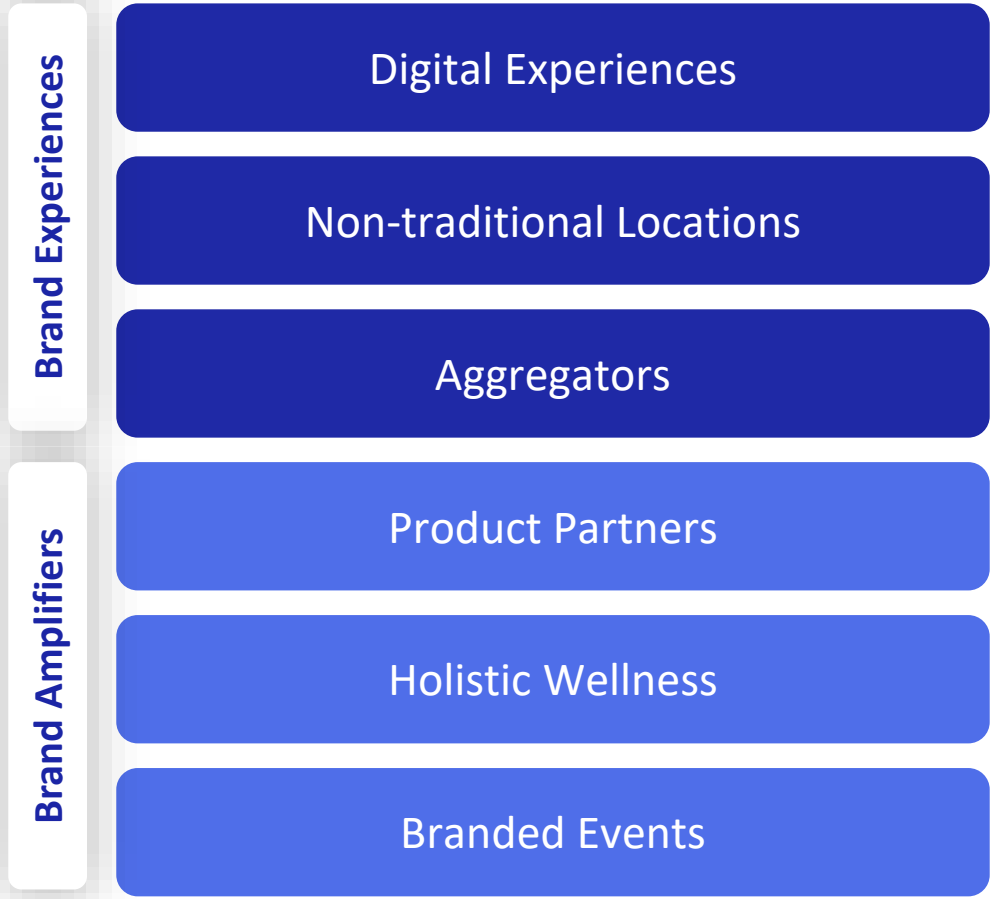 Brand Experiences
Digital Experiences
Non-traditional Locations
Aggregators
Brand Amplifiers
Product Partners
Holistic Wellness
Branded Events